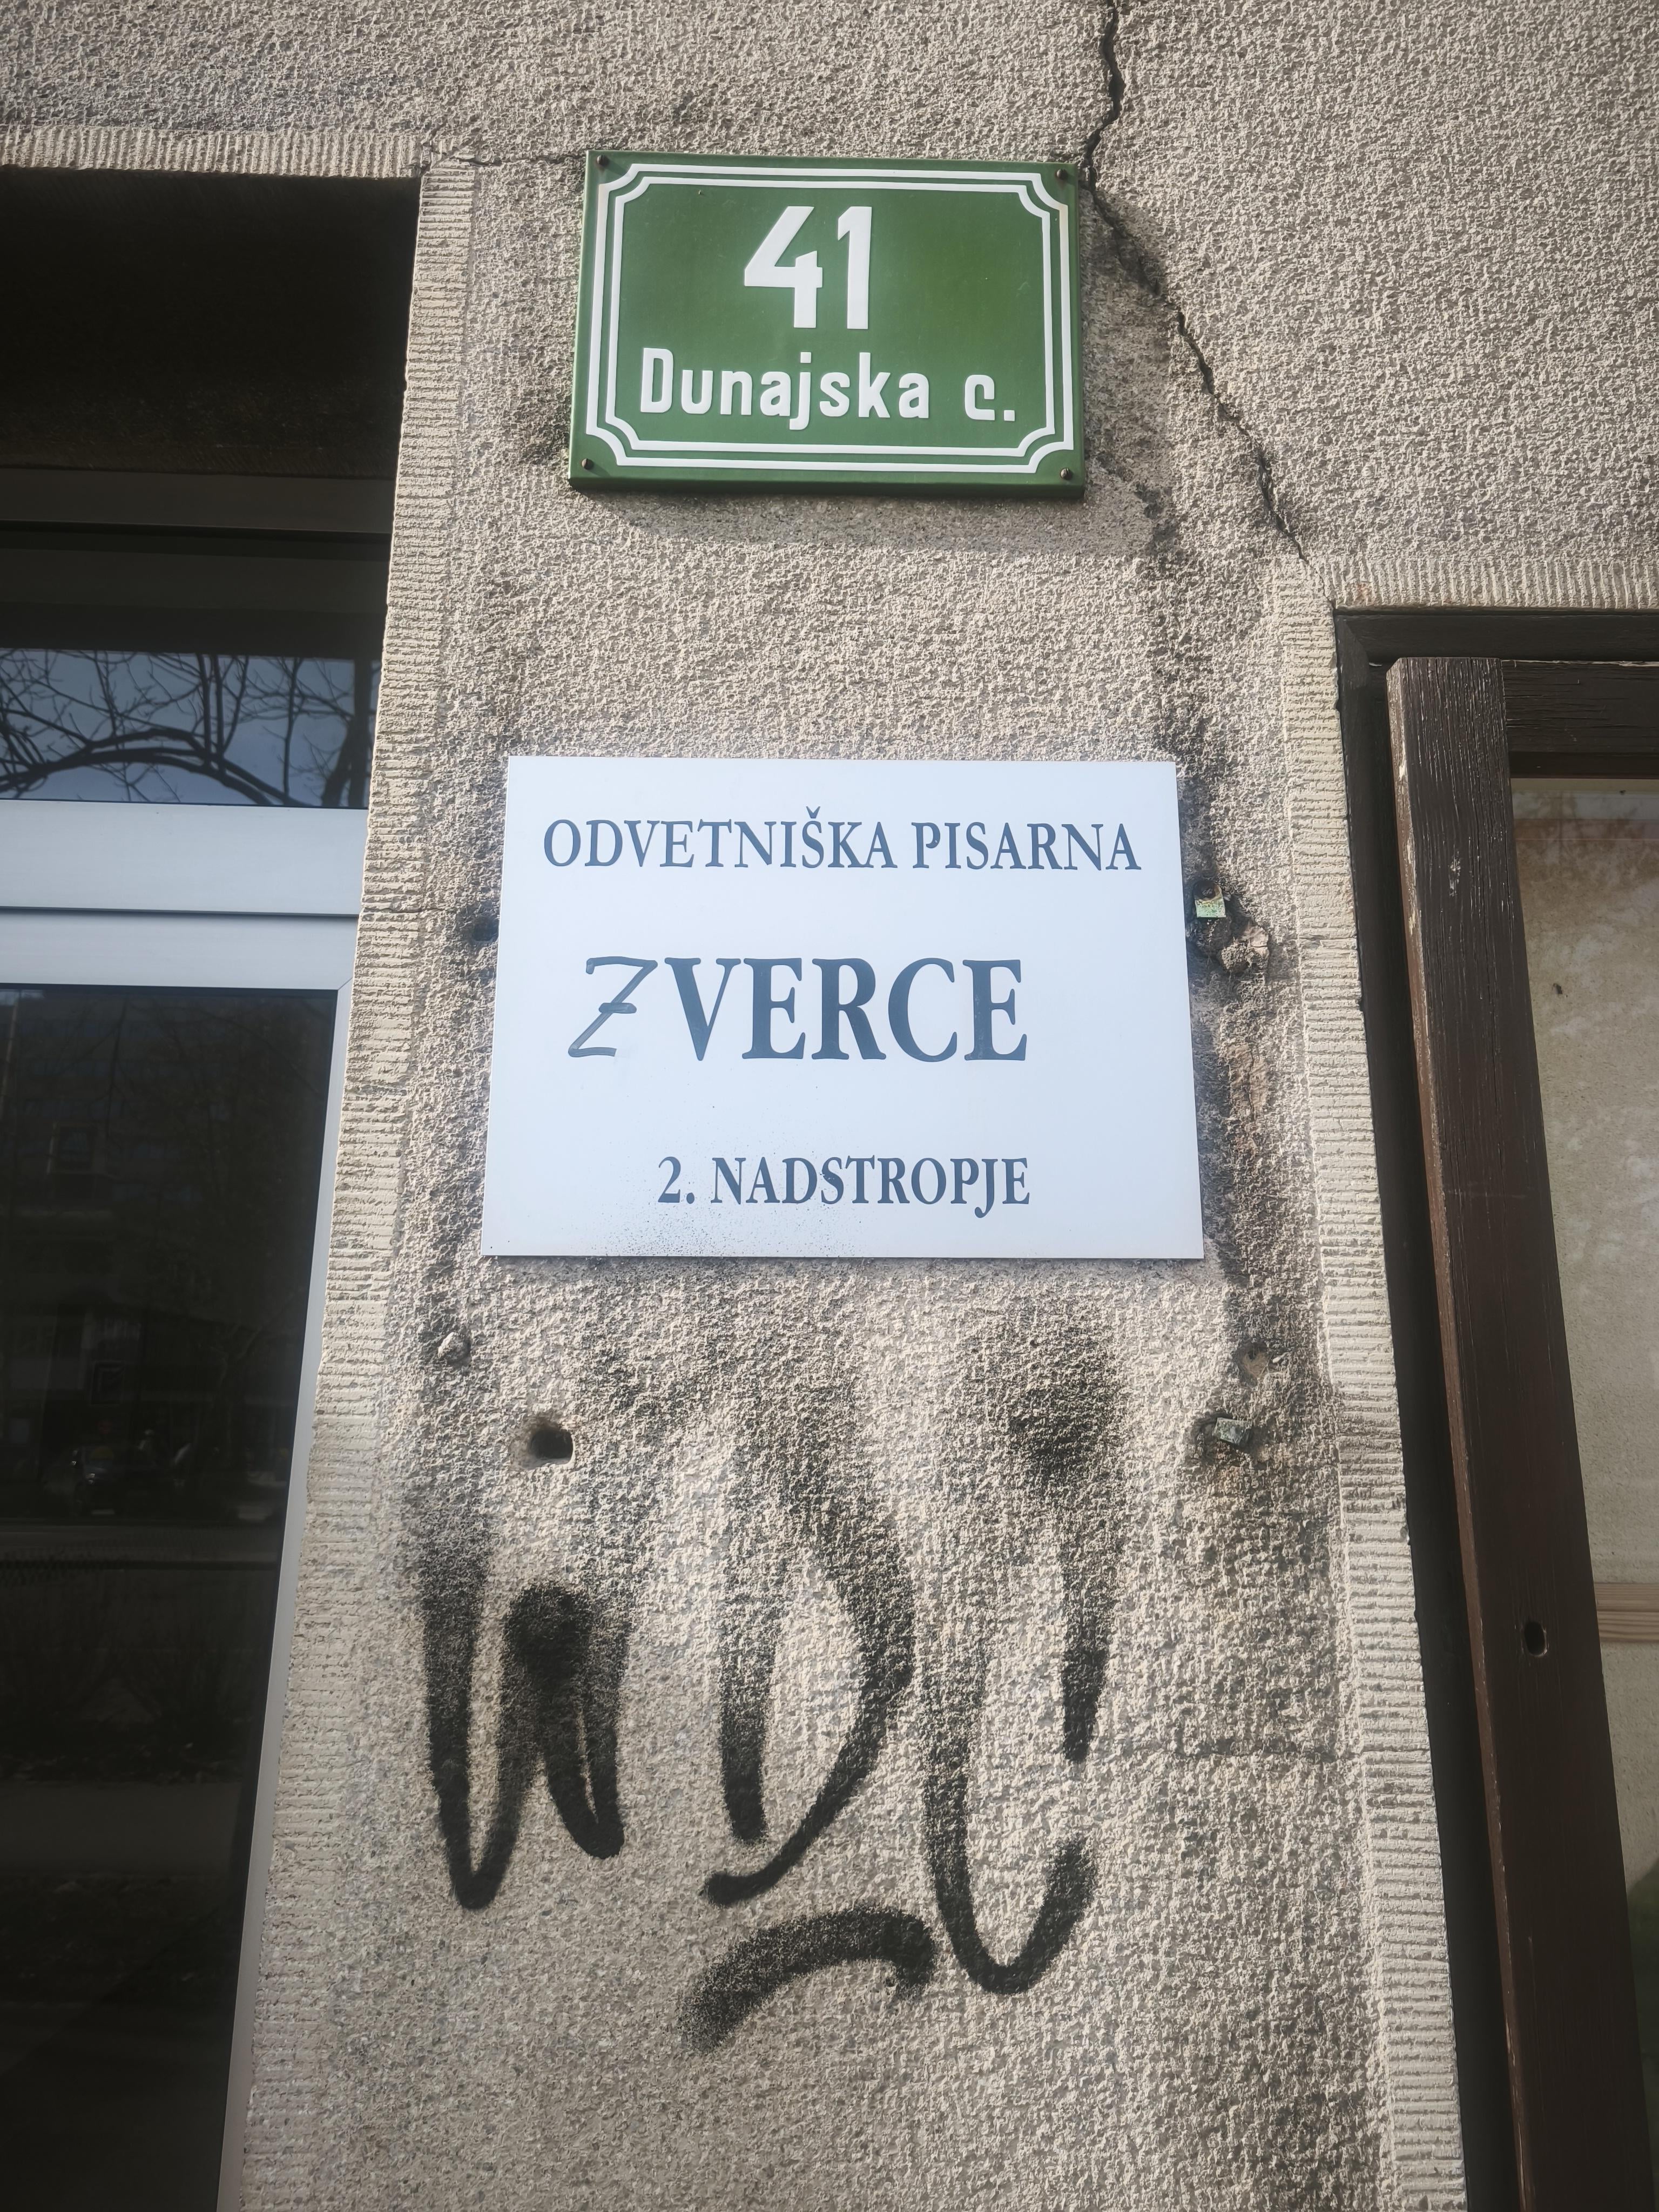 41
Dunajska c.
ODVETNIŠKA PISARNA
ZVERCE
2. NADSTROPJE